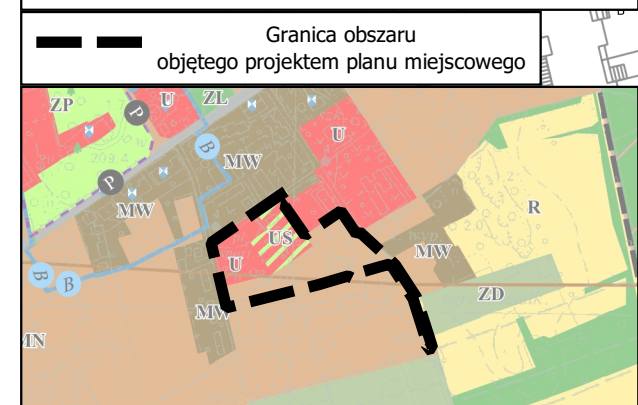 B
Granica obszaru
objętego projektem planu miejscowego
ZP
P
U
ZL
209.4
B
MW
U
P
MW
US
R
U
MW
B
B
MW
ZD
MN